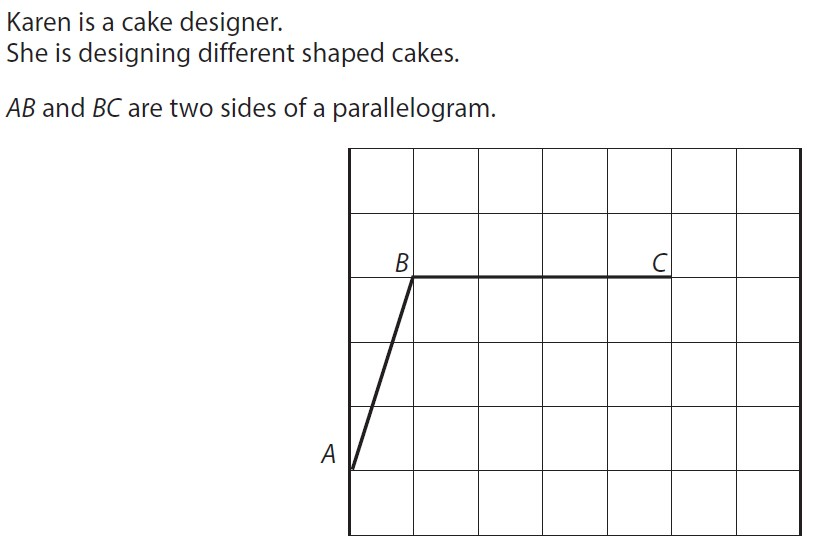 Karen is a cake designer.
She is designing different shaped cakes.
AB and BC are two sides of a parallelogram.
B
C
A